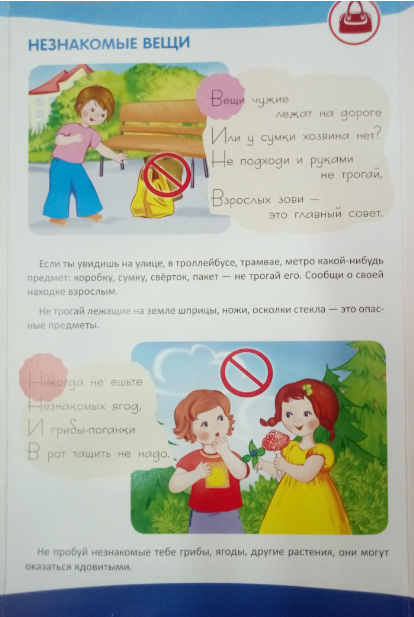 НЕЗНАКОМЫЕ ВЕЩИ
Вещи чужие
лежат на дороге
Или у сумки хозяина нет?
Не подходи и руками
не трогай,
Взрослых зови —
это главный совет.
Если ты увидишь на улице, в троллейбусе, трамвае, метро какой-нибудь
предмет: коробку, сумку, свёрток, пакет — не трогай его. Сообщи о своей
находке взрослым.
Не трогай лежащие на земле шприцы, ножи, осколки стекла — это опас-
ные предметы.
Никогда не ешьте
Незнакомых ягод,
И грибы-поганки
В рот тащить не надо.
Не пробуй незнакомые тебе грибы, ягоды, другие растения, они могут
оказаться ядовитыми.